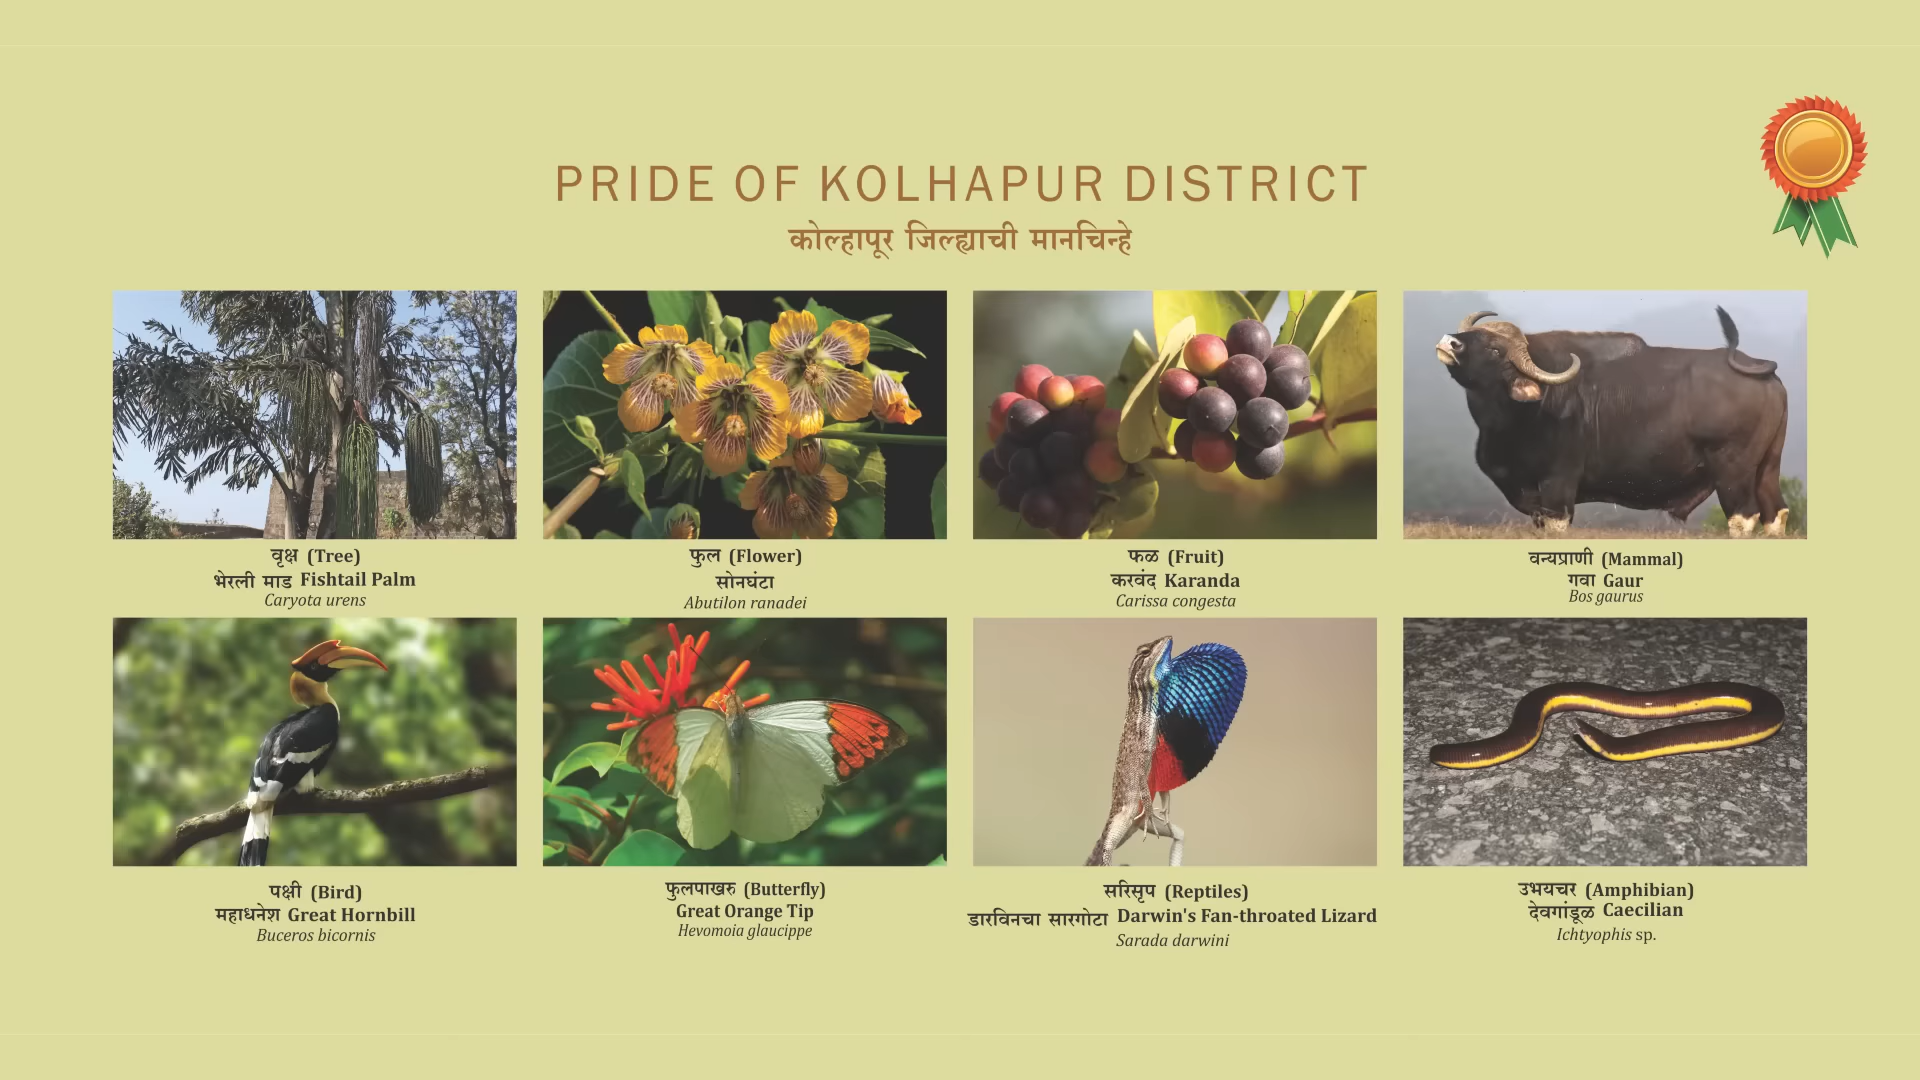 PRIDE OF KOLHAPUR DISTRICT
कोल्हापूर जिल्ह्याची मानचिन्हे
वृक्ष (Tree)
भेरली माड Fishtail Palm
Caryota urens
फुल (Flower)
सोनघंटा
Abutilon ranadei
फळ (Fruit)
करवंद Karanda
Carissa congesta
वन्यप्राणी (Mammal)
गवा Gaur
Bos gaurus
पक्षी (Bird)
महाधनेश Great Hornbill
Buceros bicornis
फुलपाखरु (Butterfly)
Great Orange Tip
Hevomoia glaucippe
सरिसृप (Reptiles)
डारविनचा सारगोटा Darwin's Fan-throated Lizard
Sarada darwini
उभयचर (Amphibian)
देवगांडूळ Caecilian
Ichtyophis sp.